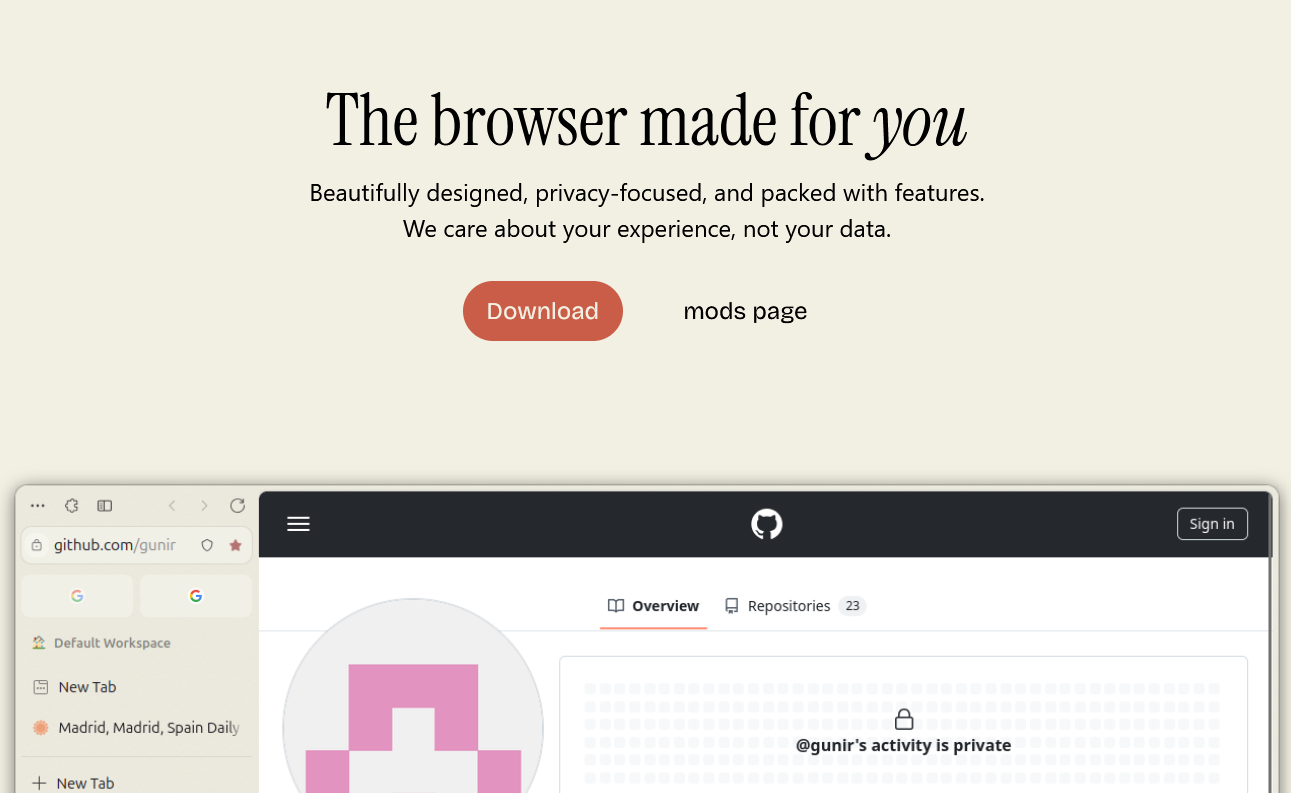 The browser made for you
Beautifully designed, privacy-focused, and packed with features.
We care about your experience, not your data.
Download
mods page
github.com/gunir
Default Workspace
New Tab
Madrid, Madrid, Spain Daily
New Tab
Sign in
Overview
Repositories 23
@gunir's activity is private